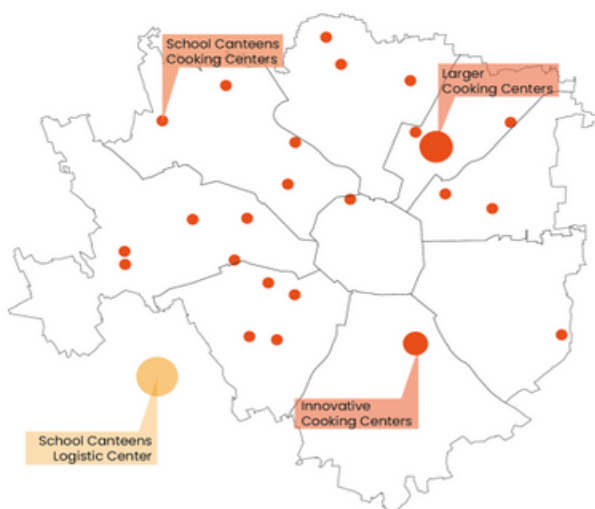 School Canteens
Cooking Centers
Larger
Cooking Centers
Innovative
Cooking Centers
School Canteens
Logistic Center